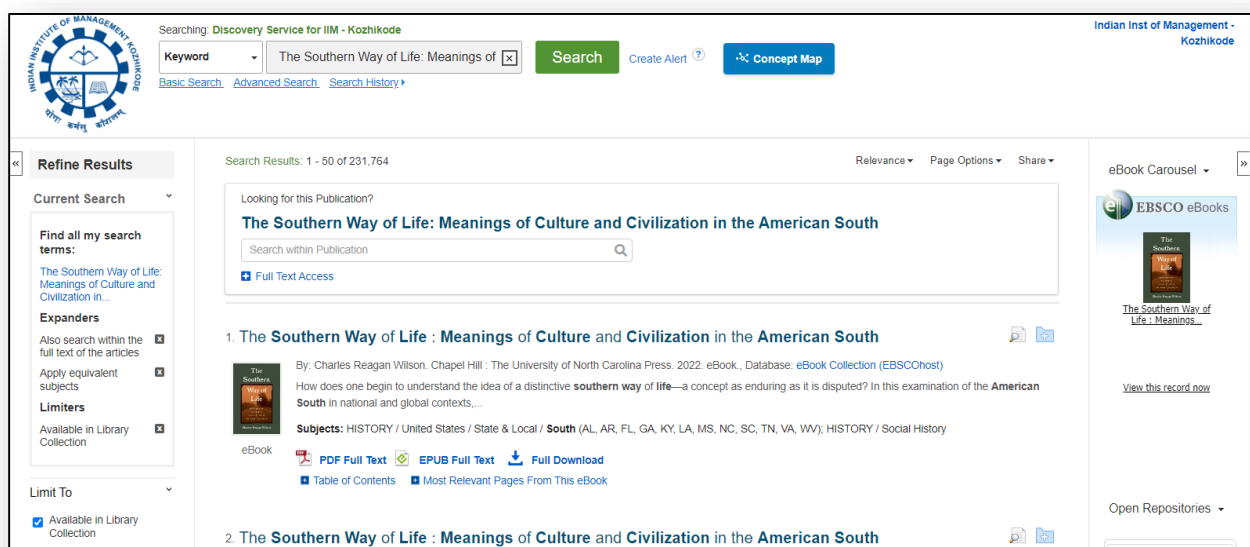 INDIAN INSTITUTE OF MANAGEMENT KOZHIKODE
योगः कर्मसु कौशलम्
Searching: Discovery Service for IIM - Kozhikode
Indian Inst of Management -
Kozhikode
Keyword
The Southern Way of Life: Meanings of
Search
Create Alert
?
Concept Map
Basic Search Advanced Search Search History
«
Refine Results
Current Search
Find all my search
terms:
The Southern Way of Life:
Meanings of Culture and
Civilization in...
Expanders
Also search within the
full text of the articles
Apply equivalent
subjects
Limiters
Available in Library
Collection
Limit To
Available in Library
Collection
Search Results: 1 - 50 of 231,764
Relevance Page Options Share
Looking for this Publication?
The Southern Way of Life: Meanings of Culture and Civilization in the American South
Search within Publication
Full Text Access
1. The Southern Way of Life : Meanings of Culture and Civilization in the American South
The
Southern
Way of
Life
eBook
By: Charles Reagan Wilson. Chapel Hill : The University of North Carolina Press. 2022. eBook., Database: eBook Collection (EBSCOhost)
How does one begin to understand the idea of a distinctive southern way of life—a concept as enduring as it is disputed? In this examination of the American
South in national and global contexts,...
Subjects: HISTORY / United States / State & Local / South (AL, AR, FL, GA, KY, LA, MS, NC, SC, TN, VA, WV); HISTORY / Social History
PDF Full Text EPUB Full Text Full Download
Table of Contents Most Relevant Pages From This eBook
2. The Southern Way of Life : Meanings of Culture and Civilization in the American South
»
eBook Carousel
e EBSCO eBooks
The
Southern
Way of
Life
The Southern Way of
Life : Meanings...
View this record now
Open Repositories